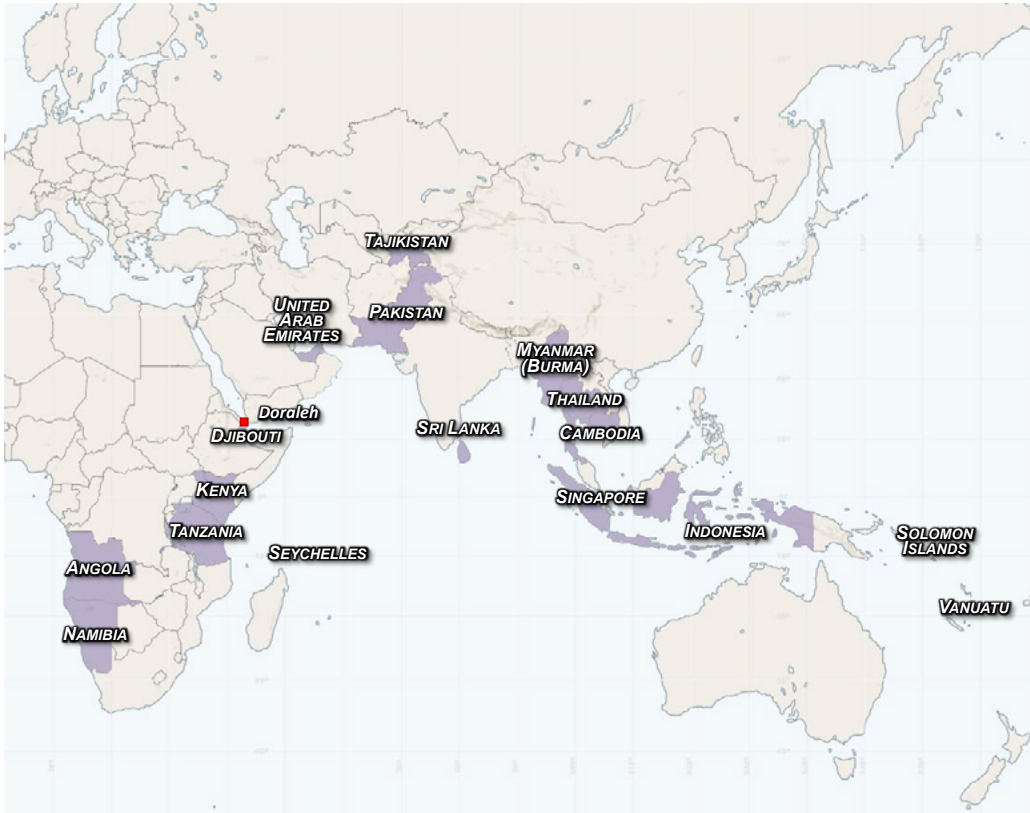 TAJIKISTAN
UNITED
ARAB
EMIRATES
PAKISTAN
MYANMAR
(BURMA)
THAILAND
Doraleh
DJIBOUTI
SRI LANKA
CAMBODIA
KENYA
SINGAPORE
TANZANIA
INDONESIA
SOLOMON
ISLANDS
SEYCHELLES
ANGOLA
VANUATU
NAMIBIA